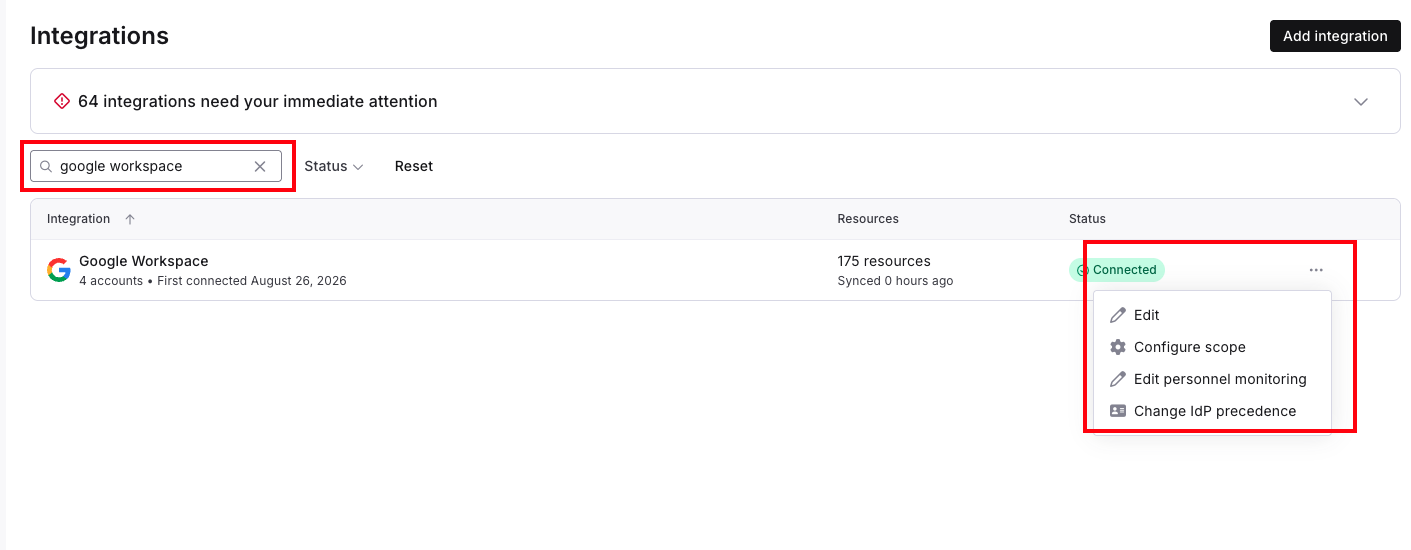 Integrations
Add integration
64 integrations need your immediate attention
google workspace
Status
Reset
Integration
Resources
Status
Google Workspace
175 resources
Connected
4 accounts • First connected August 26, 2026
Synced 0 hours ago
Edit
Configure scope
Edit personnel monitoring
Change IdP precedence